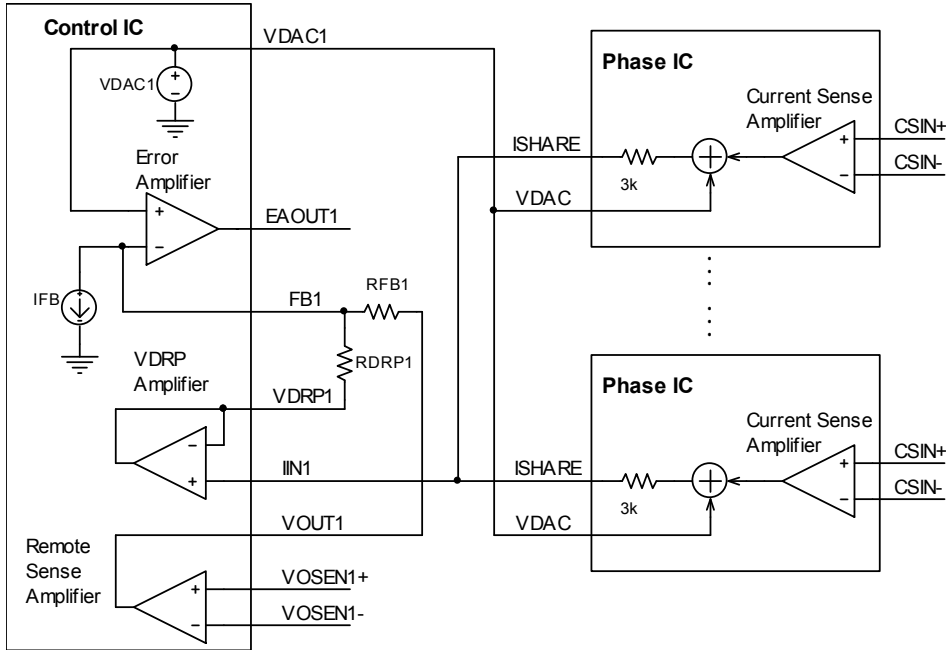 Control IC
VDAC1
VDAC1
+
−
Error
Amplifier
+
−
EAOUT1
IFB
+
-
FB1
RFB1
RDRP1
VDRP
Amplifier
VDRP1
−
+
IIN1
VOUT1
Remote
Sense
Amplifier
+
−
VOSEN1+
VOSEN1-
Phase IC
Current Sense
Amplifier
CSIN+
CSIN-
+
−
ISHARE
3k
VDAC
Phase IC
Current Sense
Amplifier
CSIN+
CSIN-
+
−
ISHARE
3k
VDAC